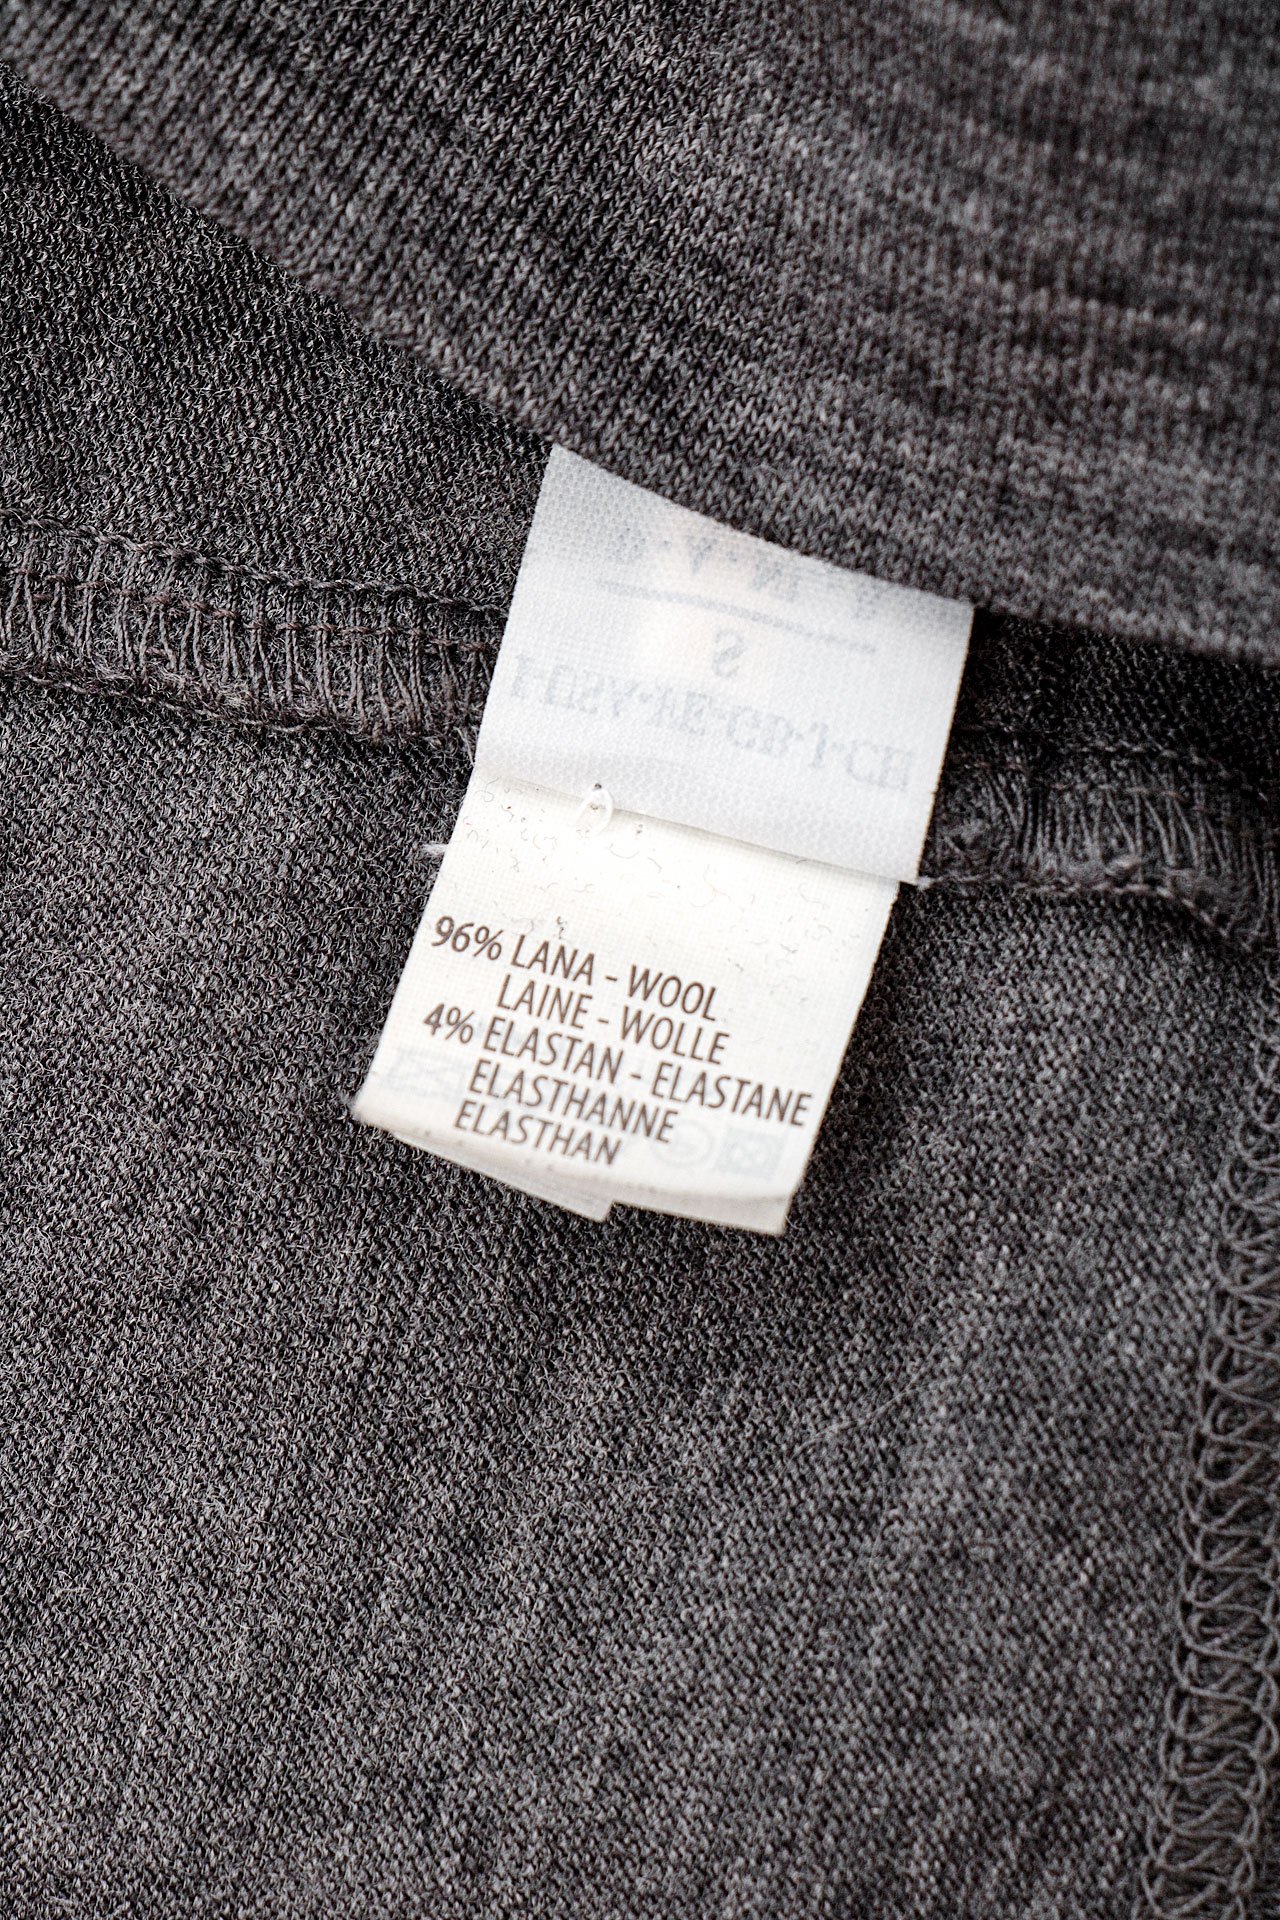 S
96% LANA - WOOL
LAINE - WOLLE
4% ELASTAN - ELASTANE
ELASTHANNE
ELASTHAN